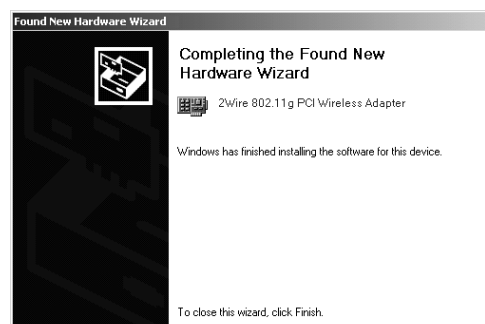 Found New Hardware Wizard
Completing the Found New
Hardware Wizard
2Wire 802.11g PCI Wireless Adapter
Windows has finished installing the software for this device.
To close this wizard, click Finish.